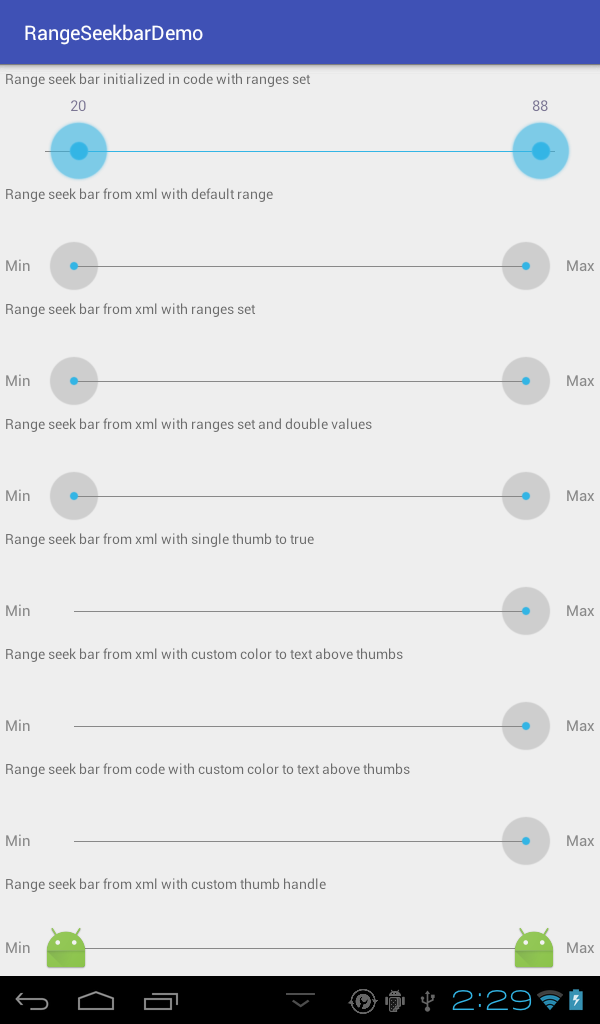 RangeSeekbarDemo
Range seek bar initialized in code with ranges set
20 88
Range seek bar from xml with default range
Min Max
Range seek bar from xml with ranges set
Min Max
Range seek bar from xml with ranges set and double values
Min Max
Range seek bar from xml with single thumb to true
Min Max
Range seek bar from xml with custom color to text above thumbs
Min Max
Range seek bar from code with custom color to text above thumbs
Min Max
Range seek bar from xml with custom thumb handle
Min Max
2:29